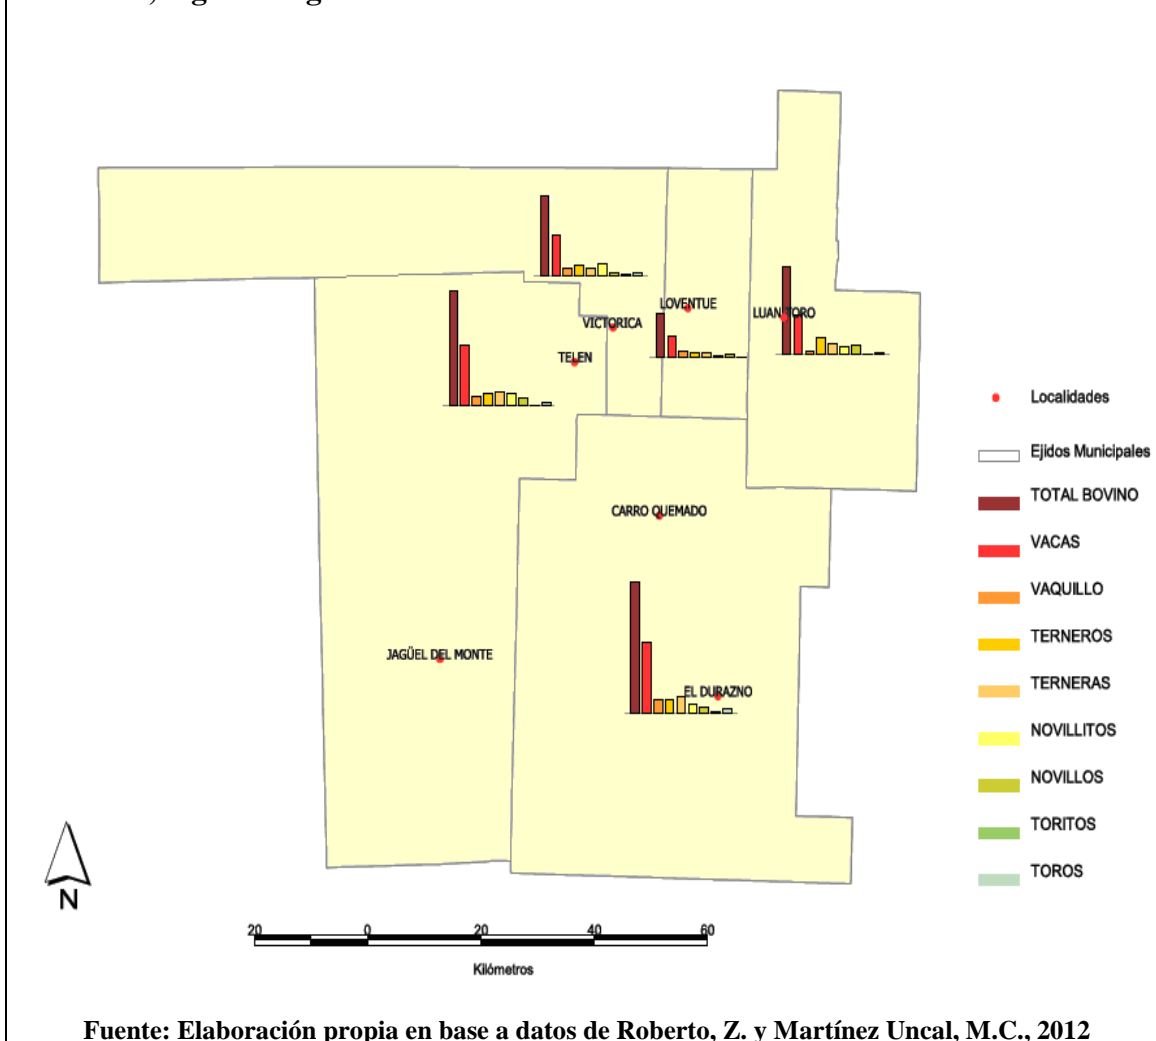 VICTORICA
LOVENTUE
LUAN TORO
TELEN
CARRO QUEMADO
JAGÜEL DEL MONTE
EL DURAZNO
Localidades
Ejidos Municipales
TOTAL BOVINO
VACAS
VAQUILLO
TERNEROS
TERNERAS
NOVILLITOS
NOVILLOS
TORITOS
TOROS
N
20 0 20 40 60
Kilómetros
Fuente: Elaboración propia en base a datos de Roberto, Z. y Martínez Uncal, M.C., 2012